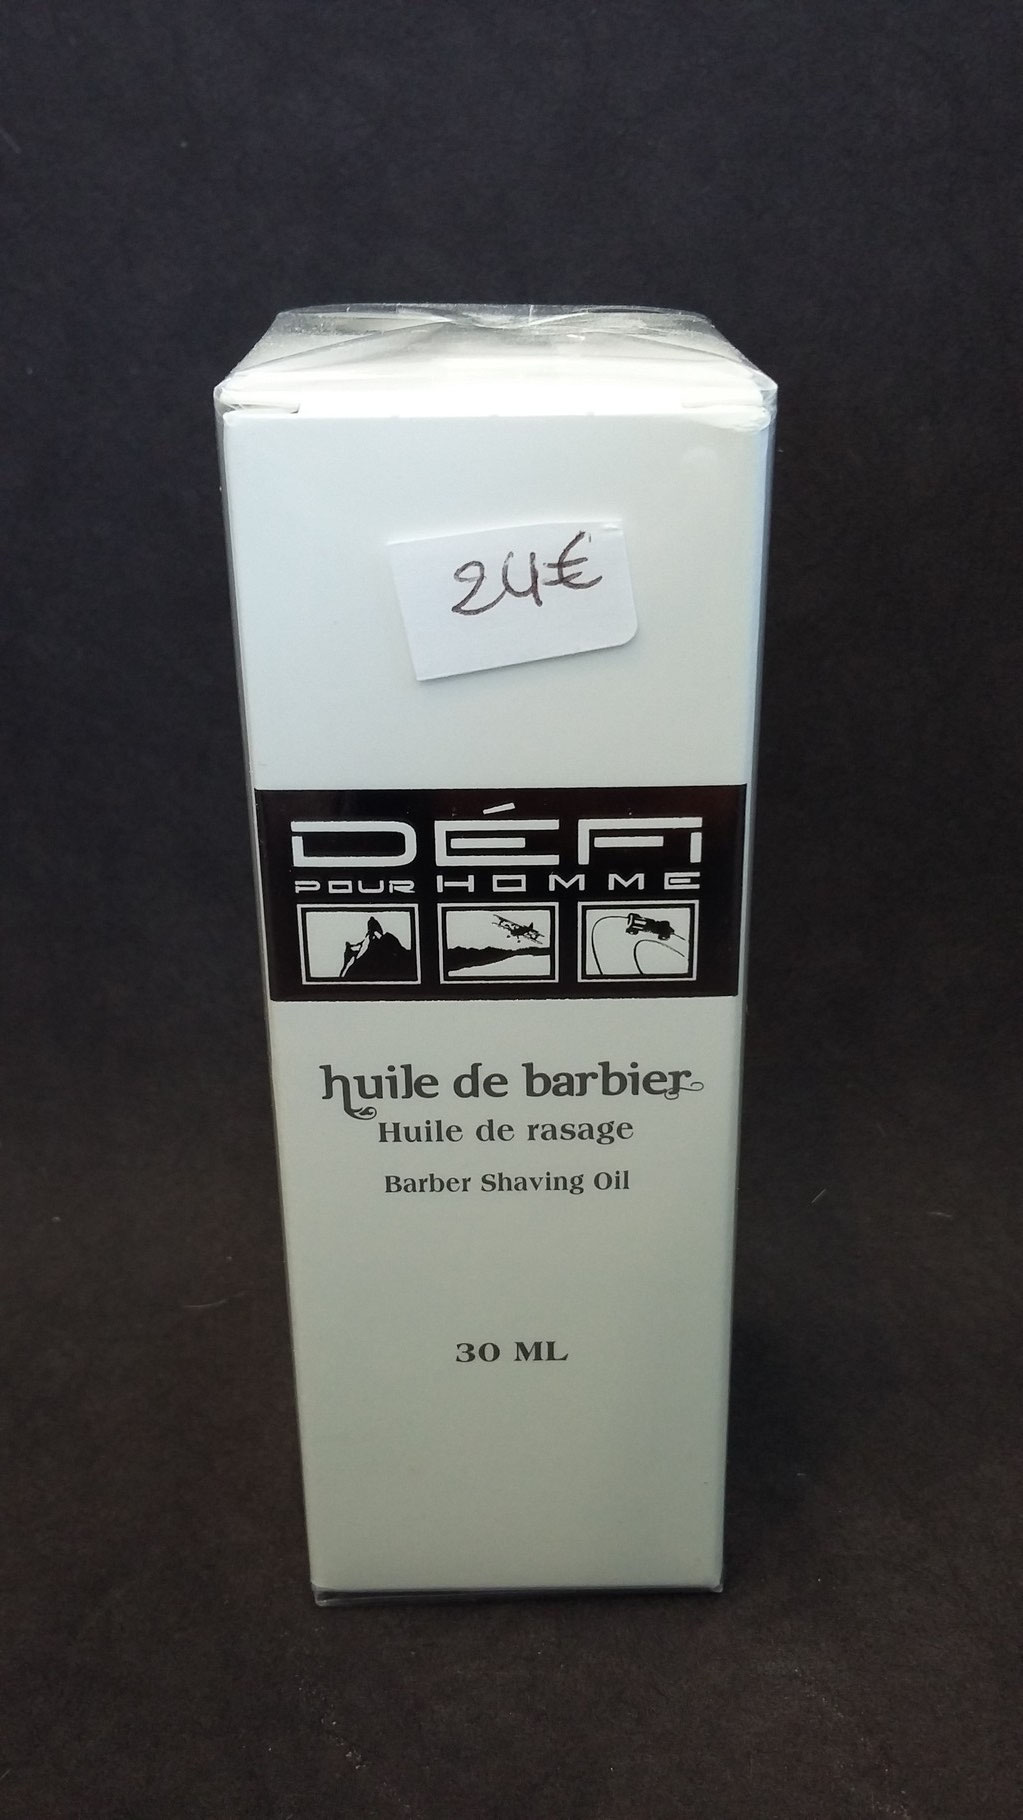 24€
DÉFI
POUR HOMME
huile de barbier
Huile de rasage
Barber Shaving Oil
30 ML